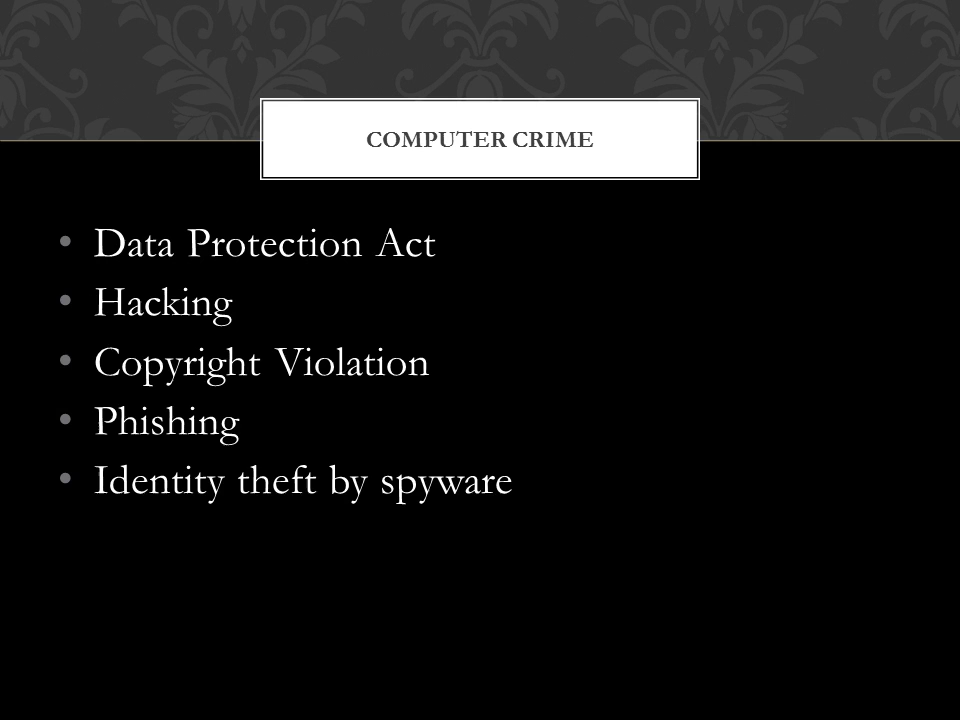 COMPUTER CRIME
• Data Protection Act
• Hacking
• Copyright Violation
• Phishing
• Identity theft by spyware